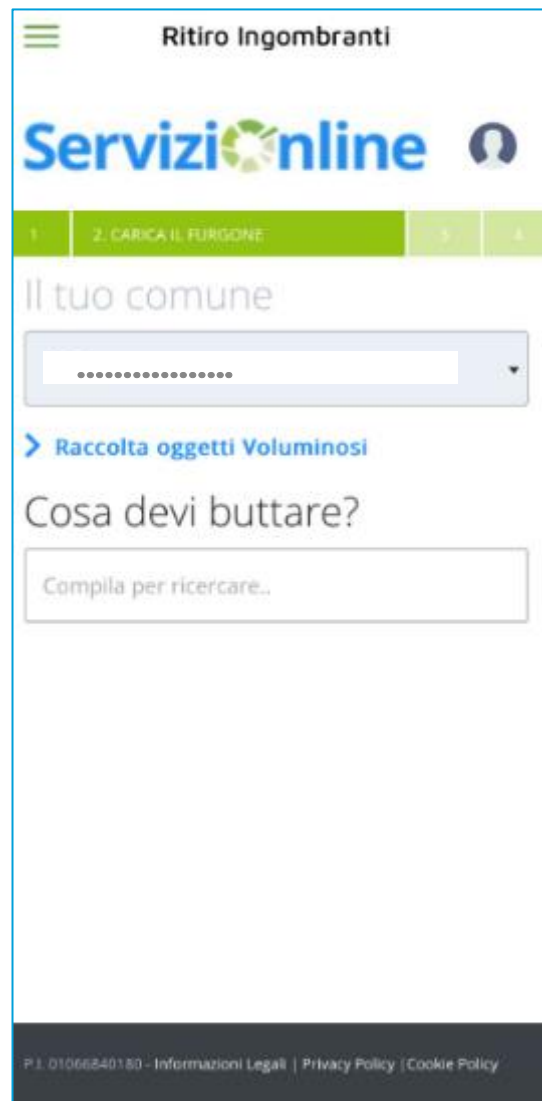 Ritiro Ingombranti
ServiziOnline
1 2. CARICA IL FURGONE 3 4
Il tuo comune
•••••••••••••••••
Raccolta oggetti Voluminosi
Cosa devi buttare?
Compila per ricercare..
P.I. 01066840180 - Informazioni Legali | Privacy Policy | Cookie Policy